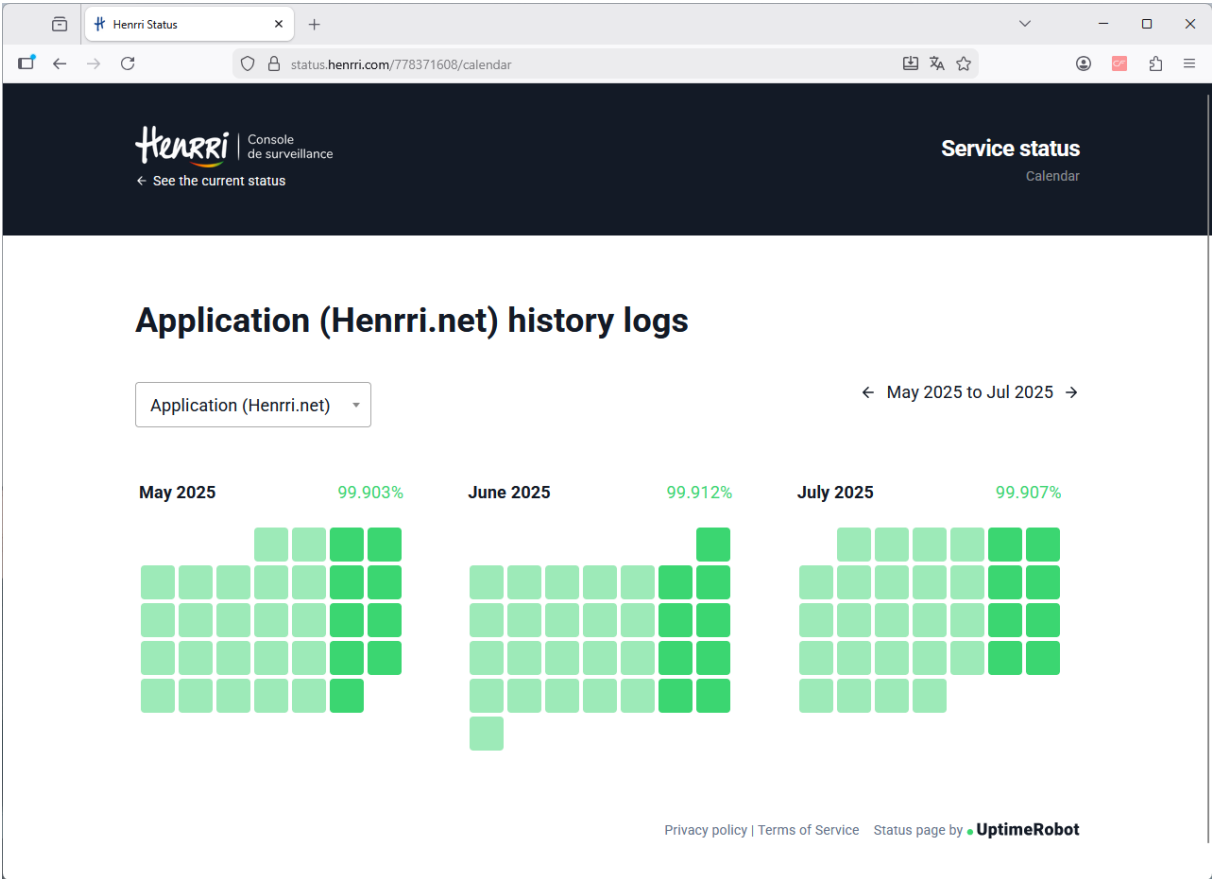 Henrri Status
status.henrri.com/778371608/calendar
HENRRi
Console
de surveillance
← See the current status
Service status
Calendar
Application (Henrri.net) history logs
Application (Henrri.net)
← May 2025 to Jul 2025 →
May 2025 99.903%
June 2025 99.912%
July 2025 99.907%
Privacy policy | Terms of Service Status page by UptimeRobot